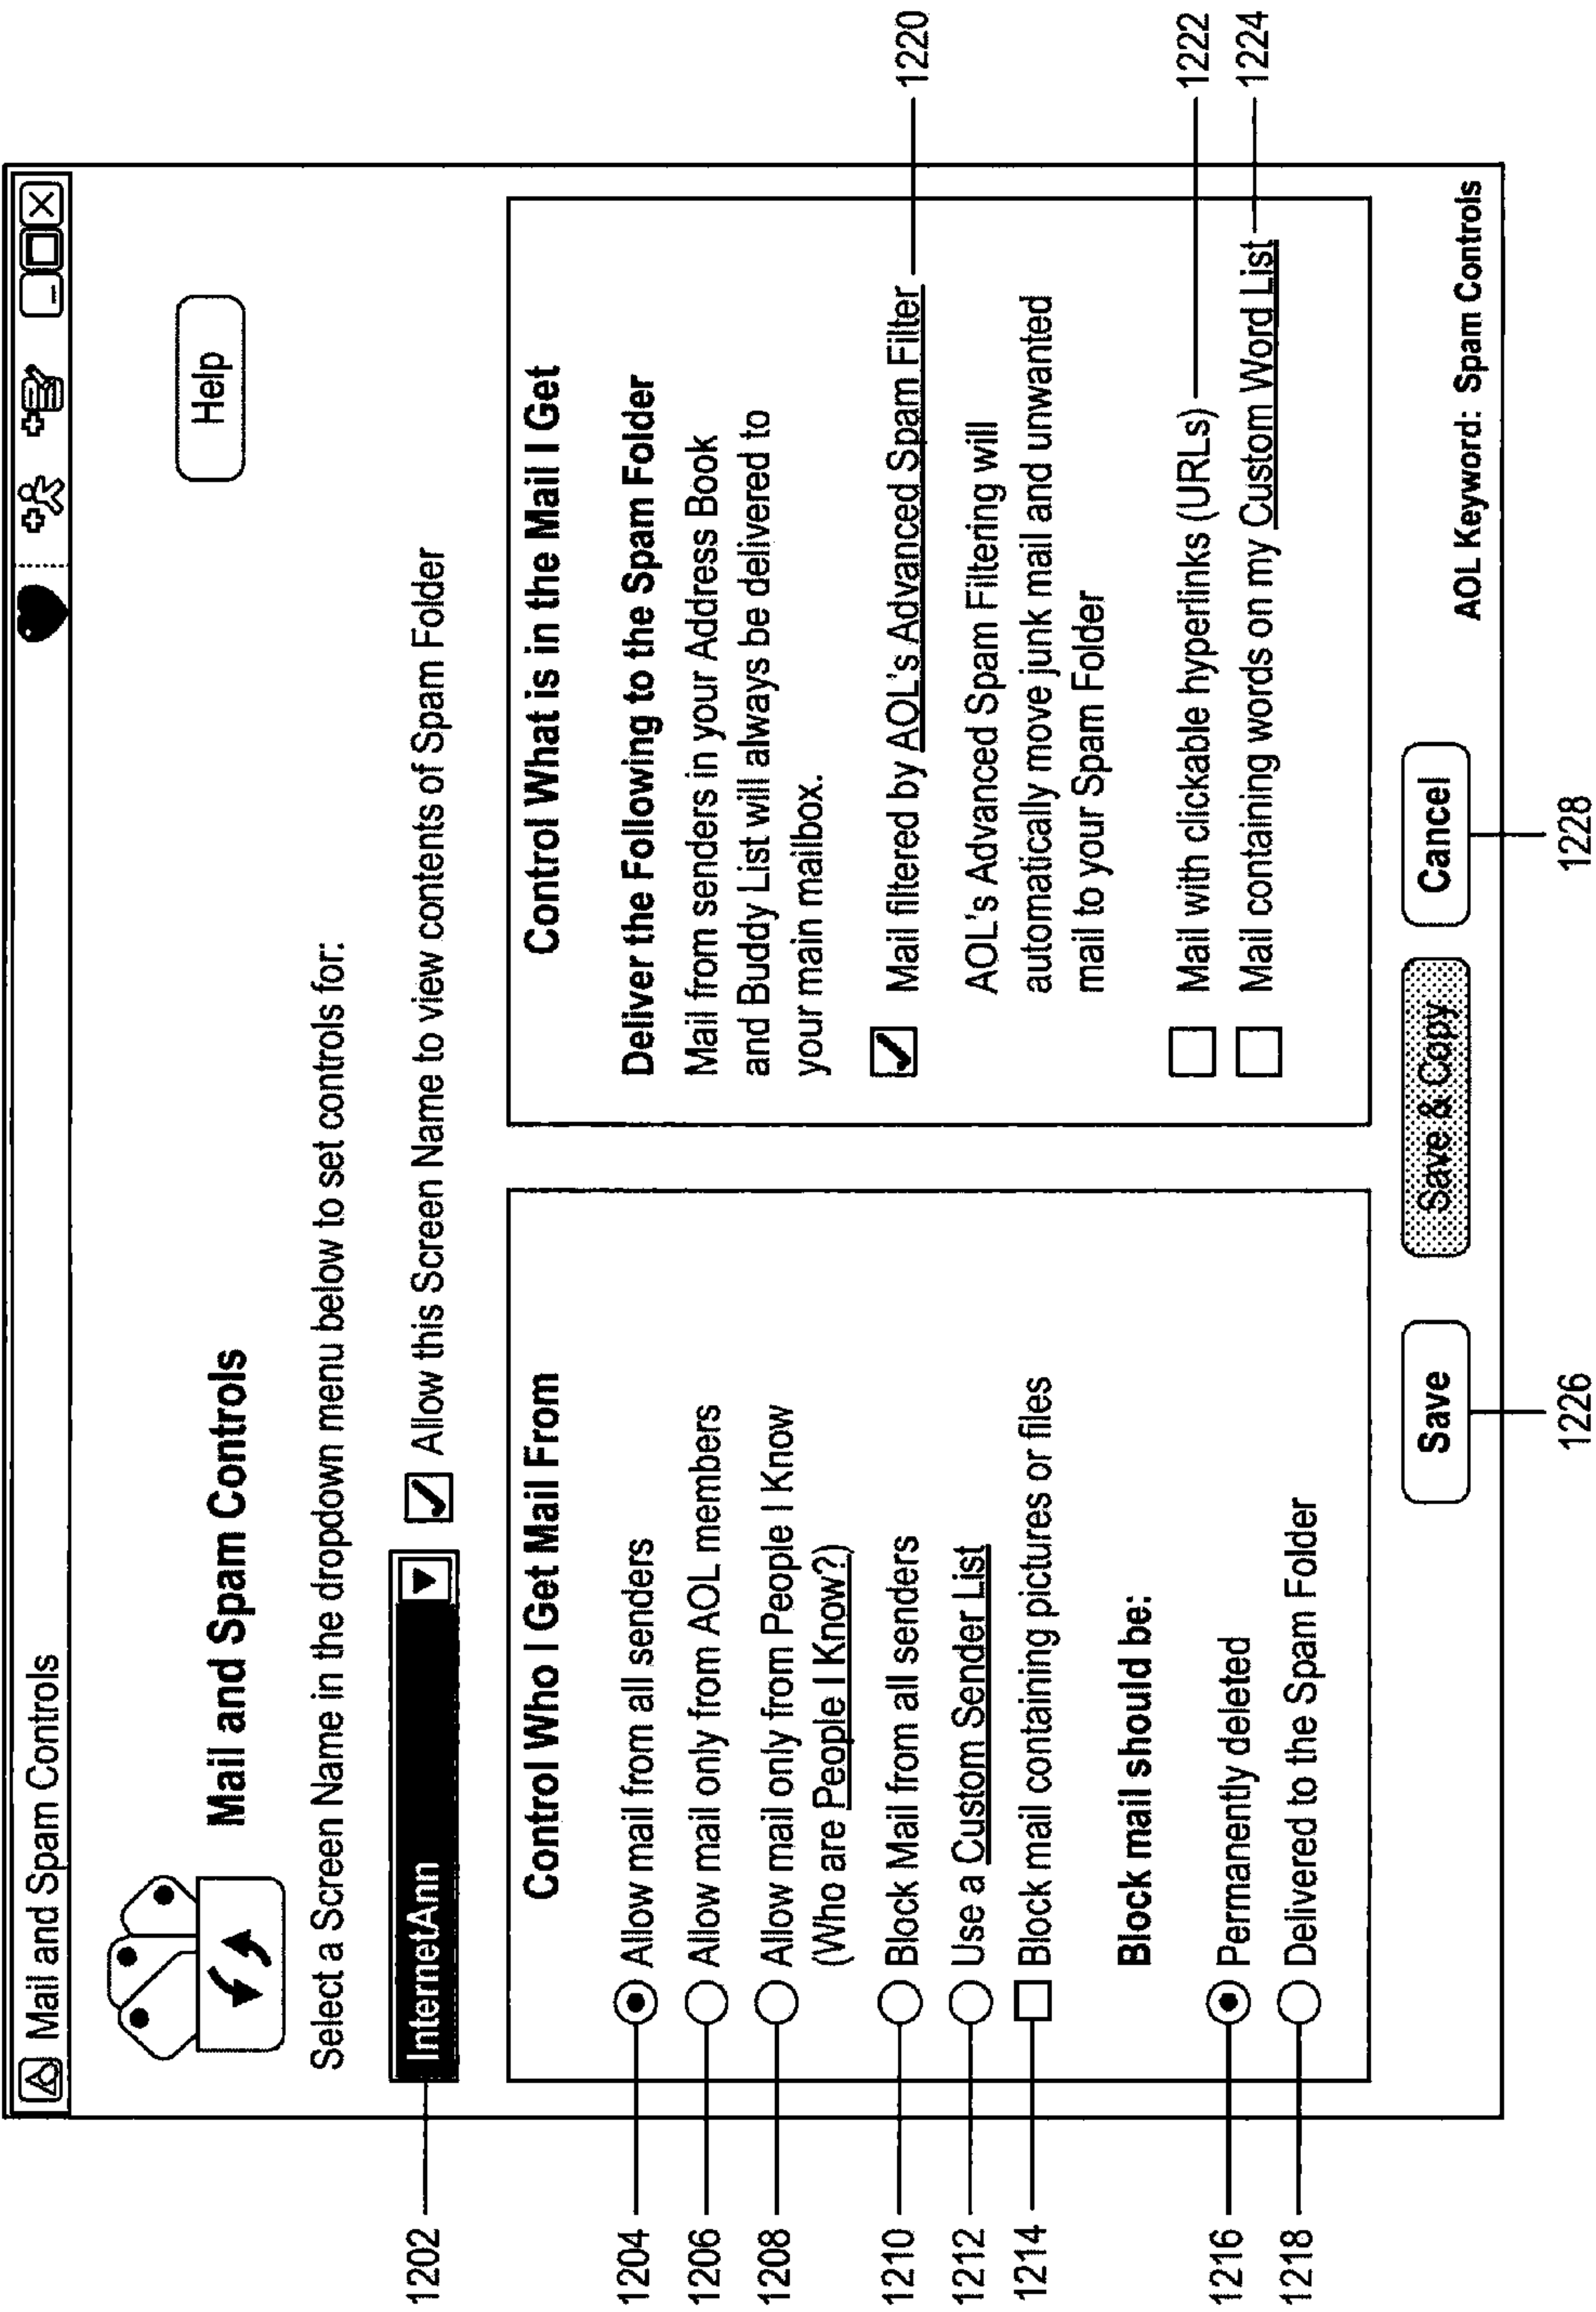 Mail and Spam Controls
Mail and Spam Controls
Help
Select a Screen Name in the dropdown menu below to set controls for:
1202
InternetAnn
Allow this Screen Name to view contents of Spam Folder
Control Who I Get Mail From
1204
Allow mail from all senders
1206
Allow mail only from AOL members
1208
Allow mail only from People I Know
(Who are People I Know?)
1210
Block Mail from all senders
1212
Use a Custom Sender List
1214
Block mail containing pictures or files
Block mail should be:
1216
Permanently deleted
1218
Delivered to the Spam Folder
Control What is in the Mail I Get
Deliver the Following to the Spam Folder
Mail from senders in your Address Book
and Buddy List will always be delivered to
your main mailbox.
Mail filtered by AOL's Advanced Spam Filter
1220
AOL's Advanced Spam Filtering will
automatically move junk mail and unwanted
mail to your Spam Folder
Mail with clickable hyperlinks (URLs)
1222
Mail containing words on my Custom Word List
1224
Save
Save & Copy
Cancel
AOL Keyword: Spam Controls
1226
1228